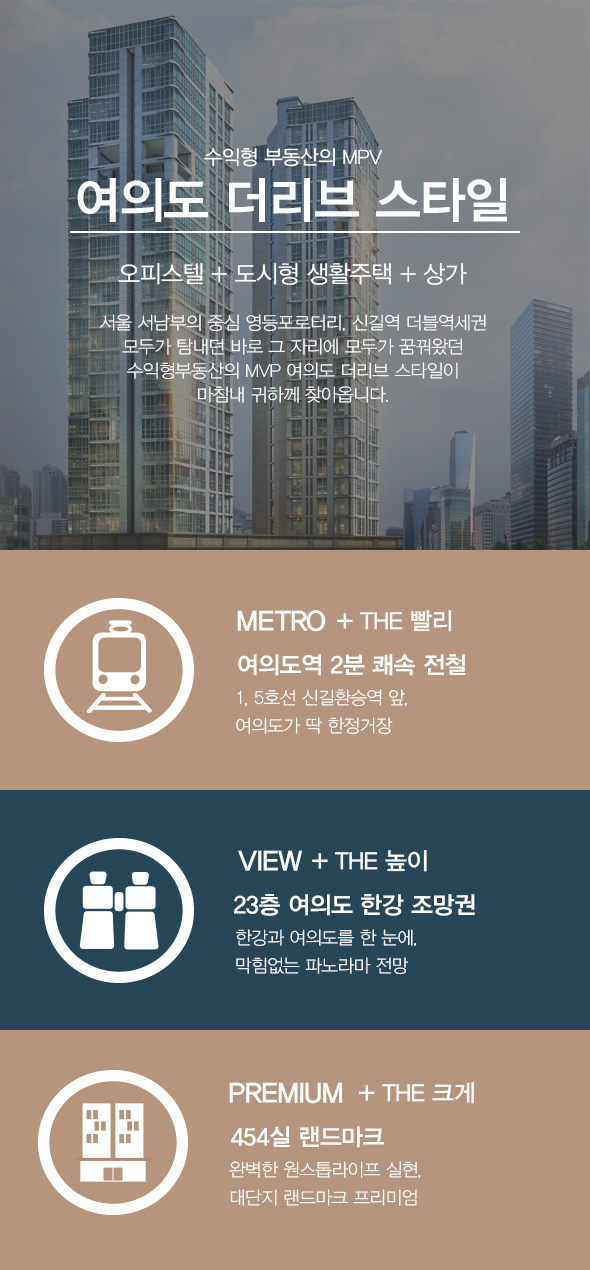 수익형 부동산의 MPV
여의도 더리브 스타일
오피스텔 + 도시형 생활주택 + 상가
서울 서남부의 중심 영등포로터리, 신길역 더블역세권
모두가 탐내던 바로 그 자리에 모두가 꿈꿔왔던
수익형부동산의 MVP 여의도 더리브 스타일이
마침내 귀하께 찾아옵니다.
METRO + THE 빨리
여의도역 2분 쾌속 전철
1, 5호선 신길환승역 앞,
여의도가 딱 한정거장
VIEW + THE 높이
23층 여의도 한강 조망권
한강과 여의도를 한 눈에,
막힘없는 파노라마 전망
PREMIUM + THE 크게
454실 랜드마크
완벽한 원스톱라이프 실현,
대단지 랜드마크 프리미엄